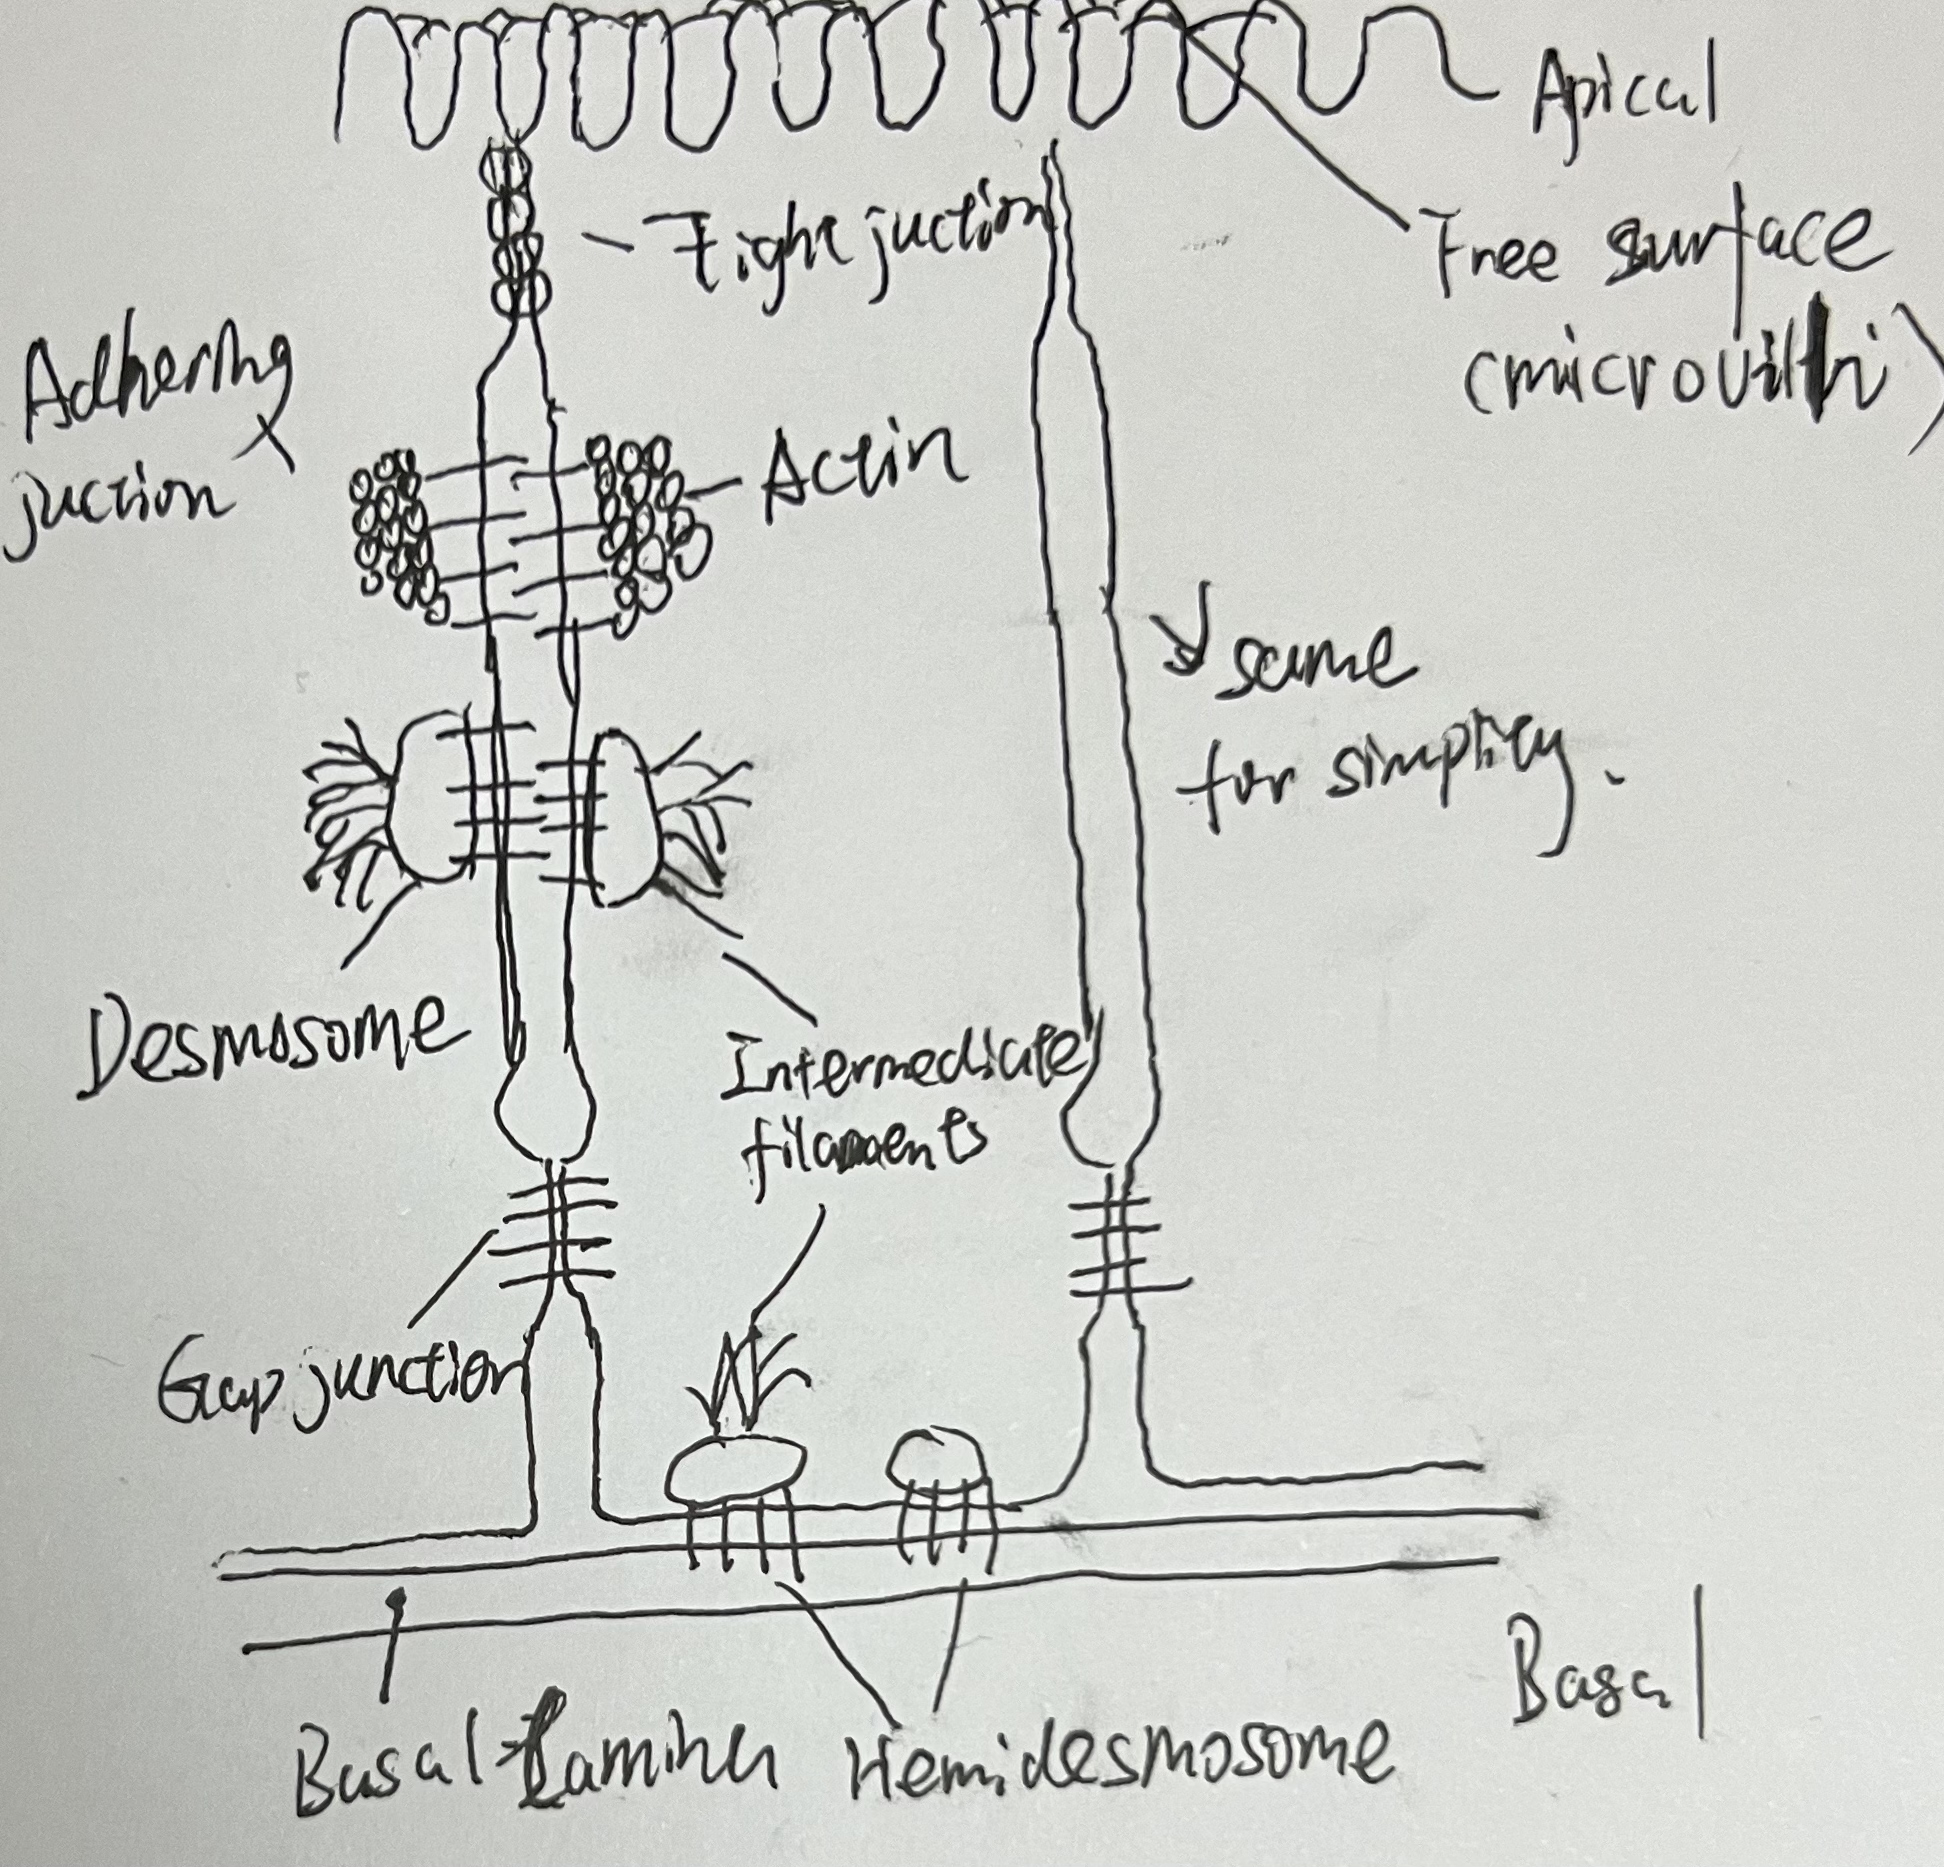 Apical
Tight juction
Free surface
(microvilli)
Adhering
juction
Actin
same
for simplicy.
Desmosome
Intermediate
filaments
Gap junction
Basal
Basal Lamina
Hemidesmosome